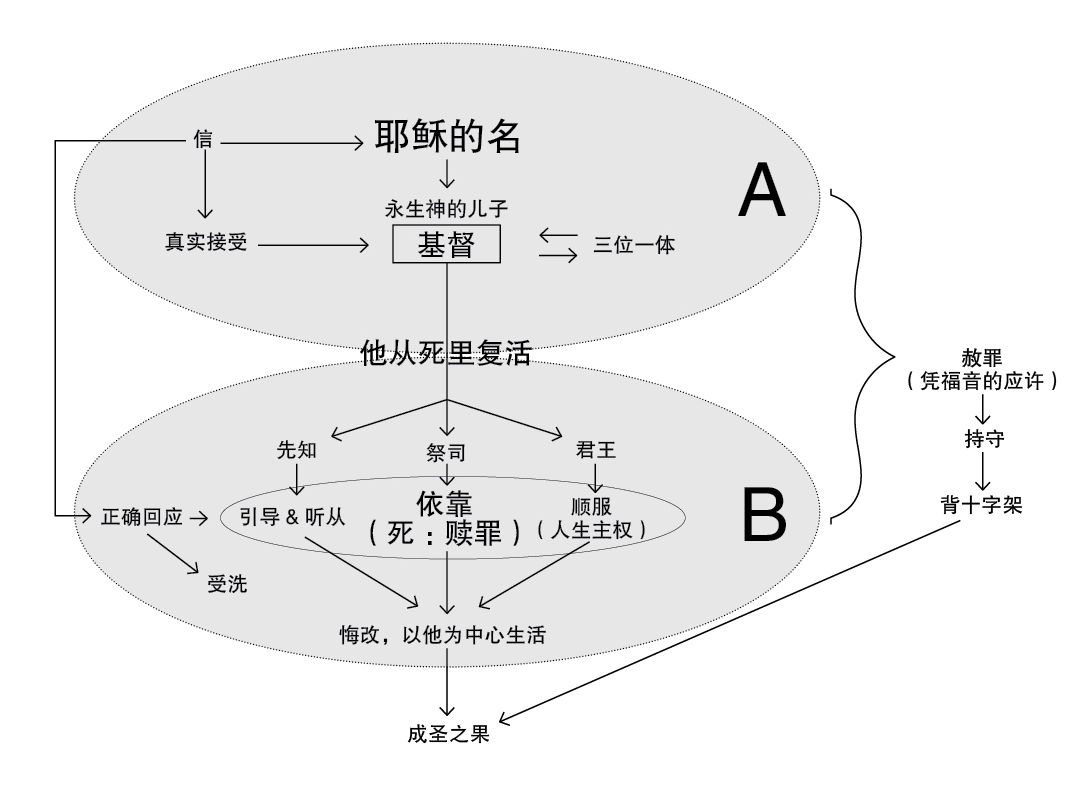 信
耶稣的名
A
永生神的儿子
真实接受
基督
三位一体
他从死里复活
赦罪
（凭福音的应许）
持守
背十字架
先知
祭司
君王
B
正确回应
引导 & 听从
依靠
（死：赎罪）
顺服
（人生主权）
受洗
悔改，以他为中心生活
成圣之果